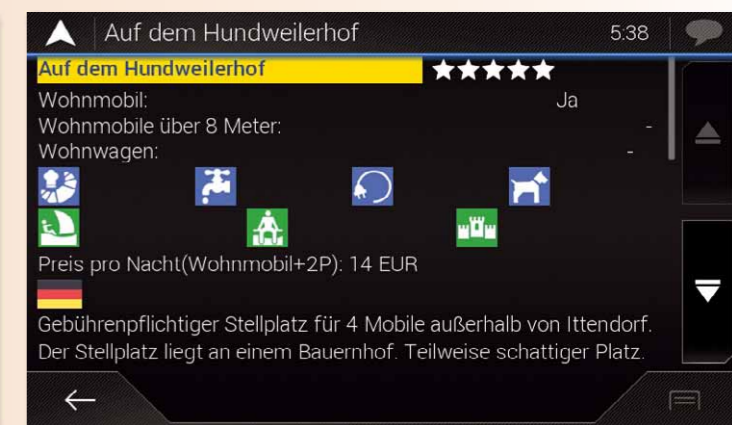 Auf dem Hundweilerhof 5:38
Auf dem Hundweilerhof
Wohnmobil: Ja
Wohnmobile über 8 Meter: -
Wohnwagen: -
Preis pro Nacht(Wohnmobil+2P): 14 EUR
Gebührenpflichtiger Stellplatz für 4 Mobile außerhalb von Ittendorf.
Der Stellplatz liegt an einem Bauernhof. Teilweise schattiger Platz.